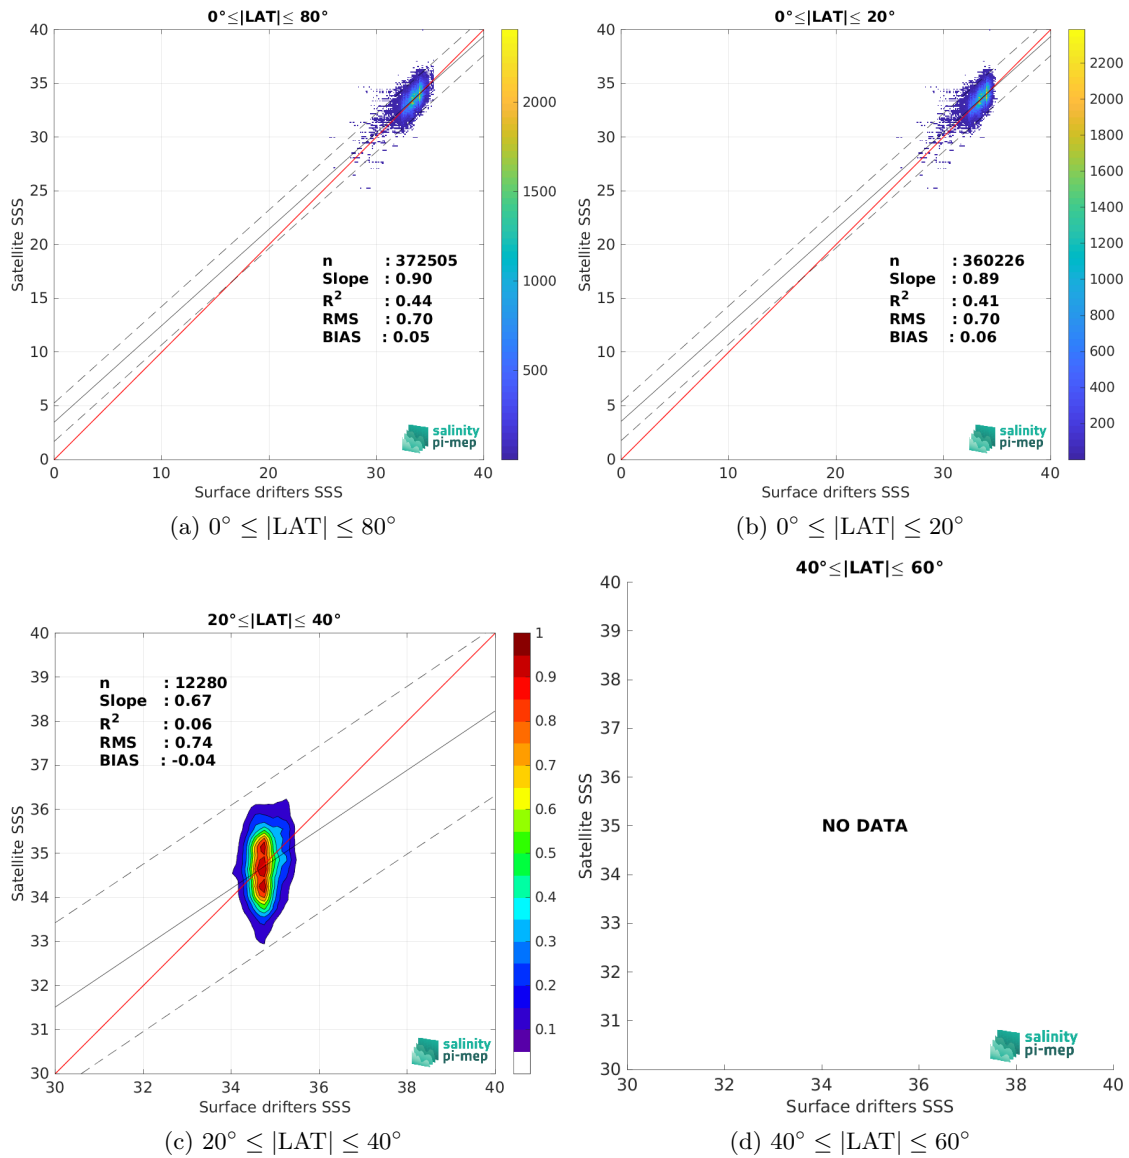 0°≤|LAT|≤ 80°
40
35
30
25
20
15
10
5
0
0
10
20
30
40
Satellite SSS
Surface drifters SSS
n : 372505
Slope : 0.90
R² : 0.44
RMS : 0.70
BIAS : 0.05
salinity
pi-mep
2000
1500
1000
500
(a) 0° ≤ |LAT| ≤ 80°
0°≤|LAT|≤ 20°
40
35
30
25
20
15
10
5
0
0
10
20
30
40
Satellite SSS
Surface drifters SSS
n : 360226
Slope : 0.89
R² : 0.41
RMS : 0.70
BIAS : 0.06
salinity
pi-mep
2200
2000
1800
1600
1400
1200
1000
800
600
400
200
(b) 0° ≤ |LAT| ≤ 20°
20°≤|LAT|≤ 40°
40
39
38
37
36
35
34
33
32
31
30
30
32
34
36
38
40
Satellite SSS
Surface drifters SSS
n : 12280
Slope : 0.67
R² : 0.06
RMS : 0.74
BIAS : -0.04
salinity
pi-mep
1
0.9
0.8
0.7
0.6
0.5
0.4
0.3
0.2
0.1
(c) 20° ≤ |LAT| ≤ 40°
40°≤|LAT|≤ 60°
40
39
38
37
36
35
34
33
32
31
30
30
32
34
36
38
40
Satellite SSS
Surface drifters SSS
NO DATA
salinity
pi-mep
(d) 40° ≤ |LAT| ≤ 60°